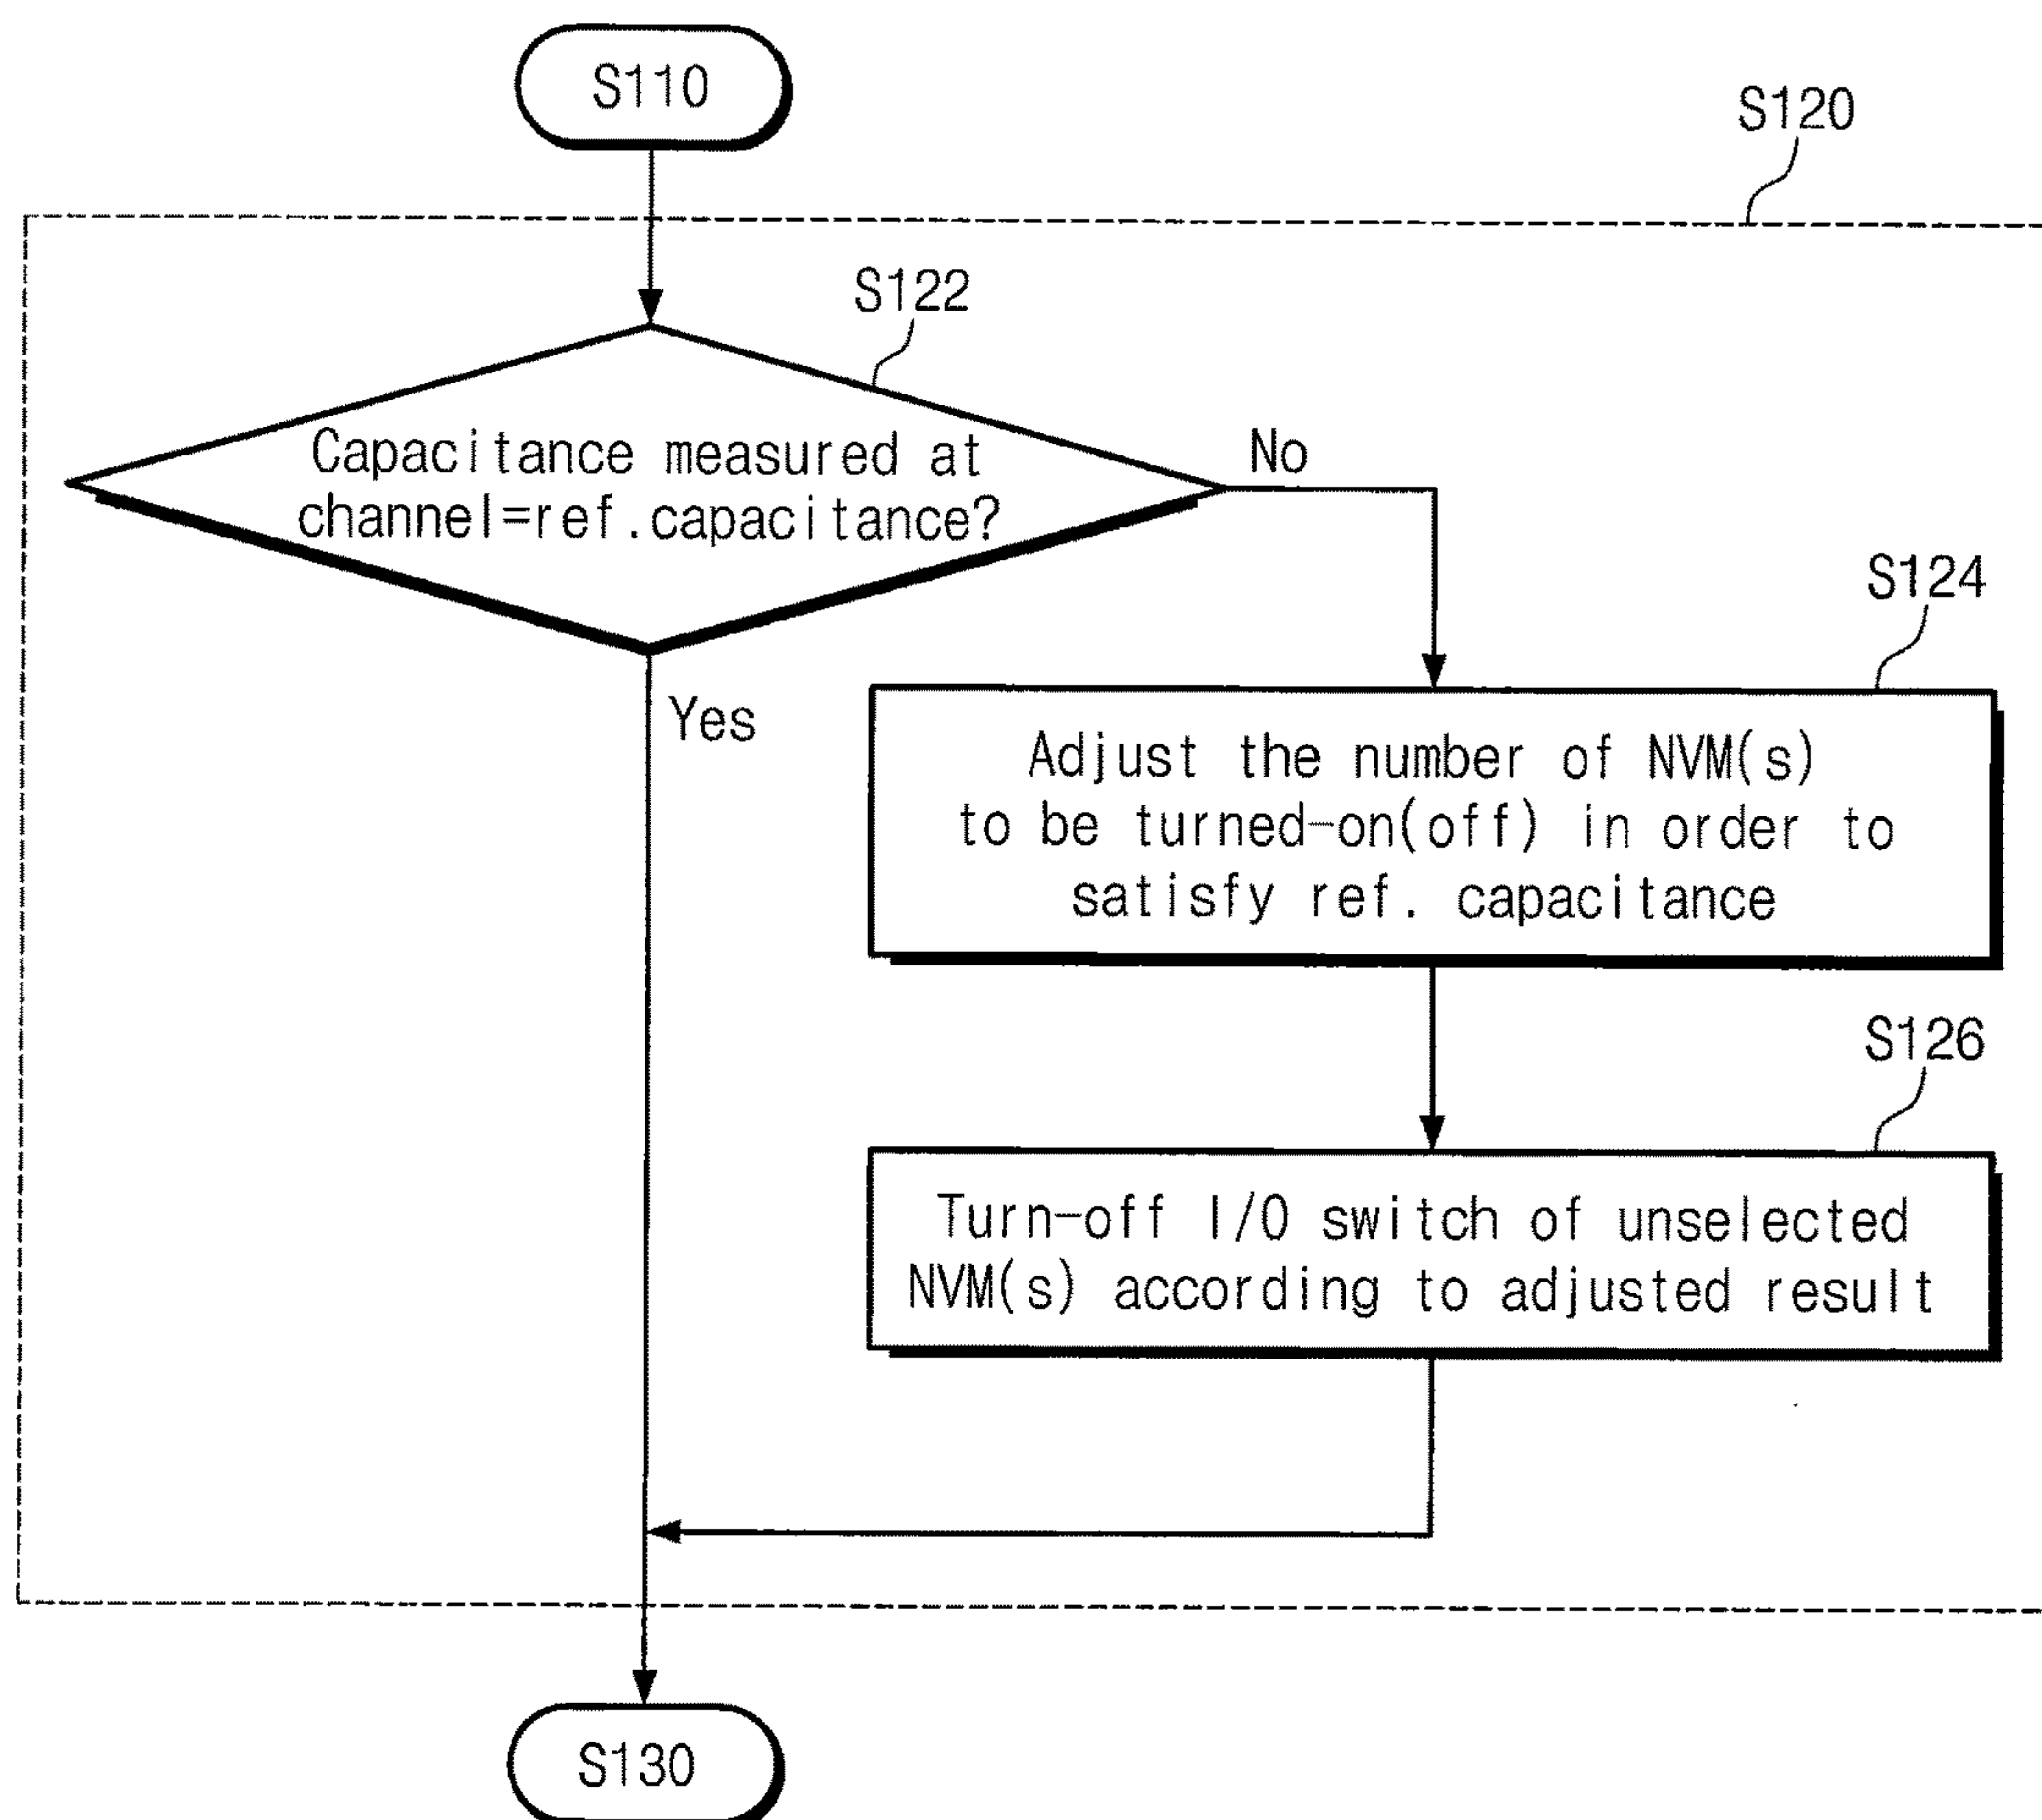 S110
S120
S122
Capacitance measured at
channel=ref.capacitance?
No
Yes
S124
Adjust the number of NVM(s)
to be turned-on(off) in order to
satisfy ref. capacitance
S126
Turn-off I/O switch of unselected
NVM(s) according to adjusted result
S130